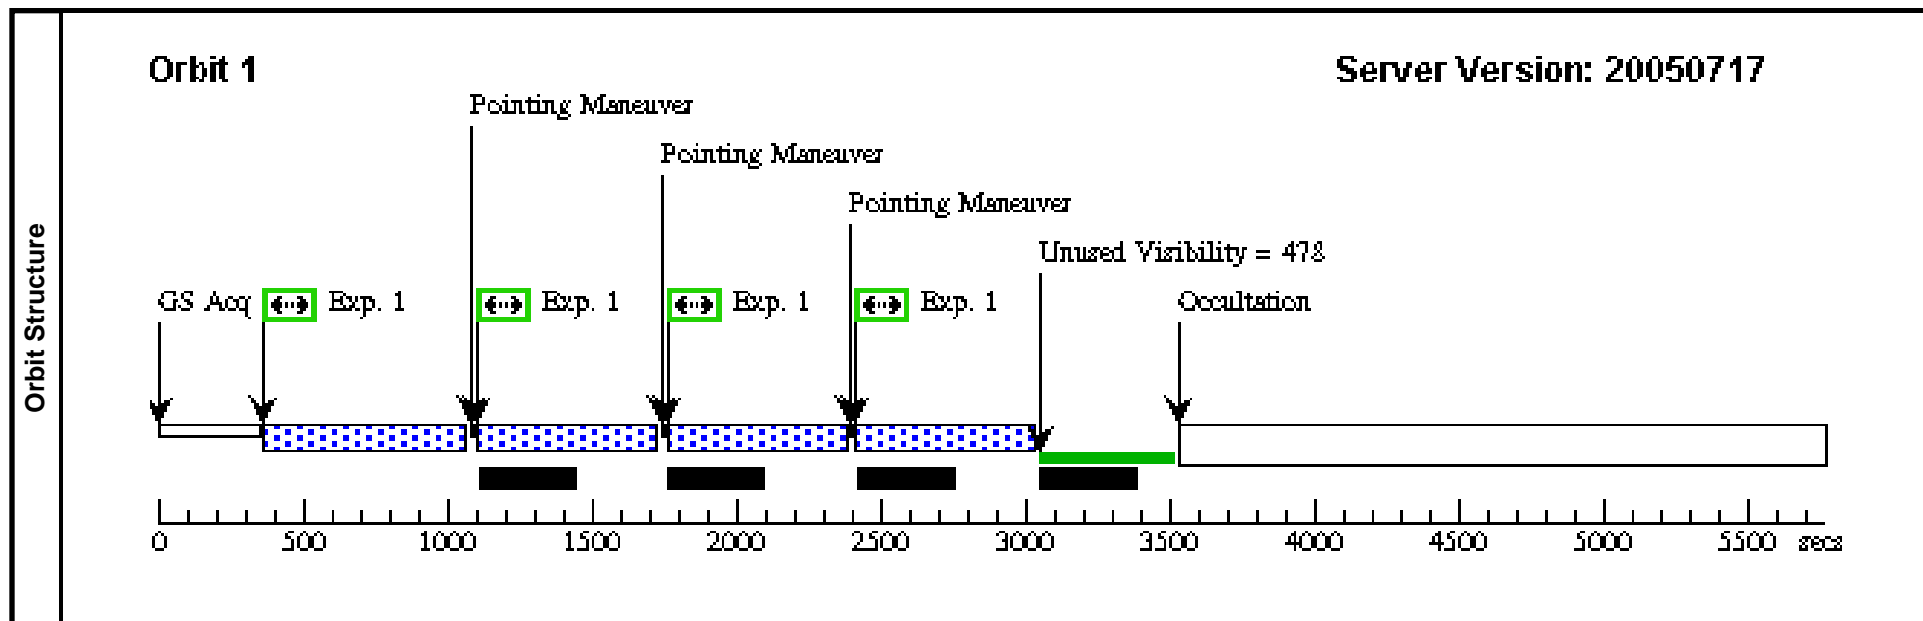 Orbit Structure
Orbit 1
Server Version: 20050717
Pointing Maneuver
Pointing Maneuver
Pointing Maneuver
Unused Visibility = 478
GS Acq
Exp. 1
Exp. 1
Exp. 1
Exp. 1
Occultation
0 500 1000 1500 2000 2500 3000 3500 4000 4500 5000 5500 secs